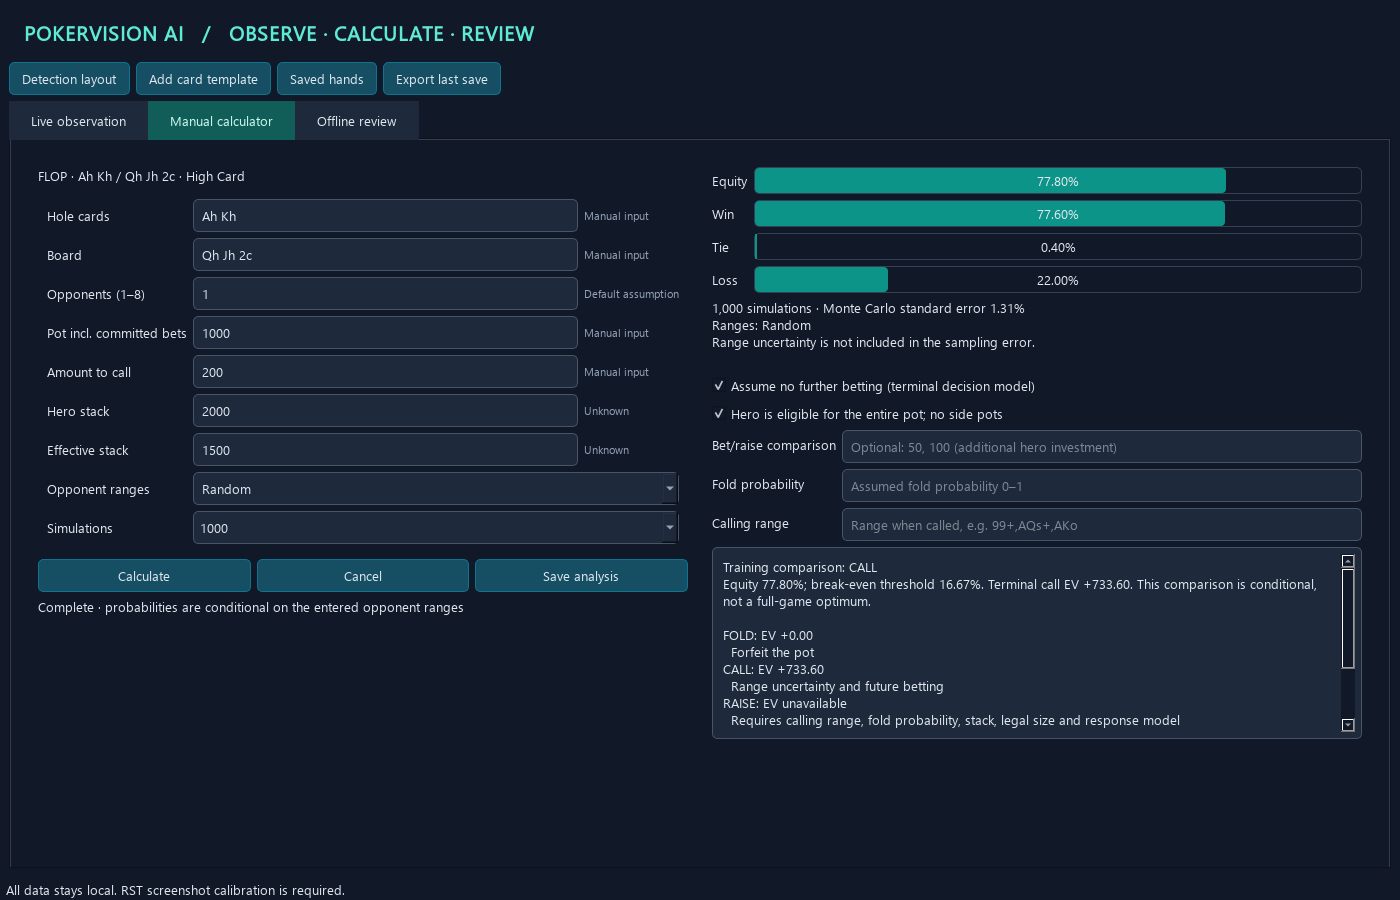 POKERVISION AI / OBSERVE · CALCULATE · REVIEW
Detection layout Add card template Saved hands Export last save
Live observation Manual calculator Offline review
FLOP · Ah Kh / Qh Jh 2c · High Card
Hole cards Ah Kh Manual input
Board Qh Jh 2c Manual input
Opponents (1–8) 1 Default assumption
Pot incl. committed bets 1000 Manual input
Amount to call 200 Manual input
Hero stack 2000 Unknown
Effective stack 1500 Unknown
Opponent ranges Random
Simulations 1000
Calculate Cancel Save analysis
Complete · probabilities are conditional on the entered opponent ranges
Equity 77.80%
Win 77.60%
Tie 0.40%
Loss 22.00%
1,000 simulations · Monte Carlo standard error 1.31%
Ranges: Random
Range uncertainty is not included in the sampling error.
✓ Assume no further betting (terminal decision model)
✓ Hero is eligible for the entire pot; no side pots
Bet/raise comparison Optional: 50, 100 (additional hero investment)
Fold probability Assumed fold probability 0–1
Calling range Range when called, e.g. 99+,AQs+,AKo
Training comparison: CALL
Equity 77.80%; break-even threshold 16.67%. Terminal call EV +733.60. This comparison is conditional,
not a full-game optimum.
FOLD: EV +0.00
Forfeit the pot
CALL: EV +733.60
Range uncertainty and future betting
RAISE: EV unavailable
Requires calling range, fold probability, stack, legal size and response model
All data stays local. RST screenshot calibration is required.